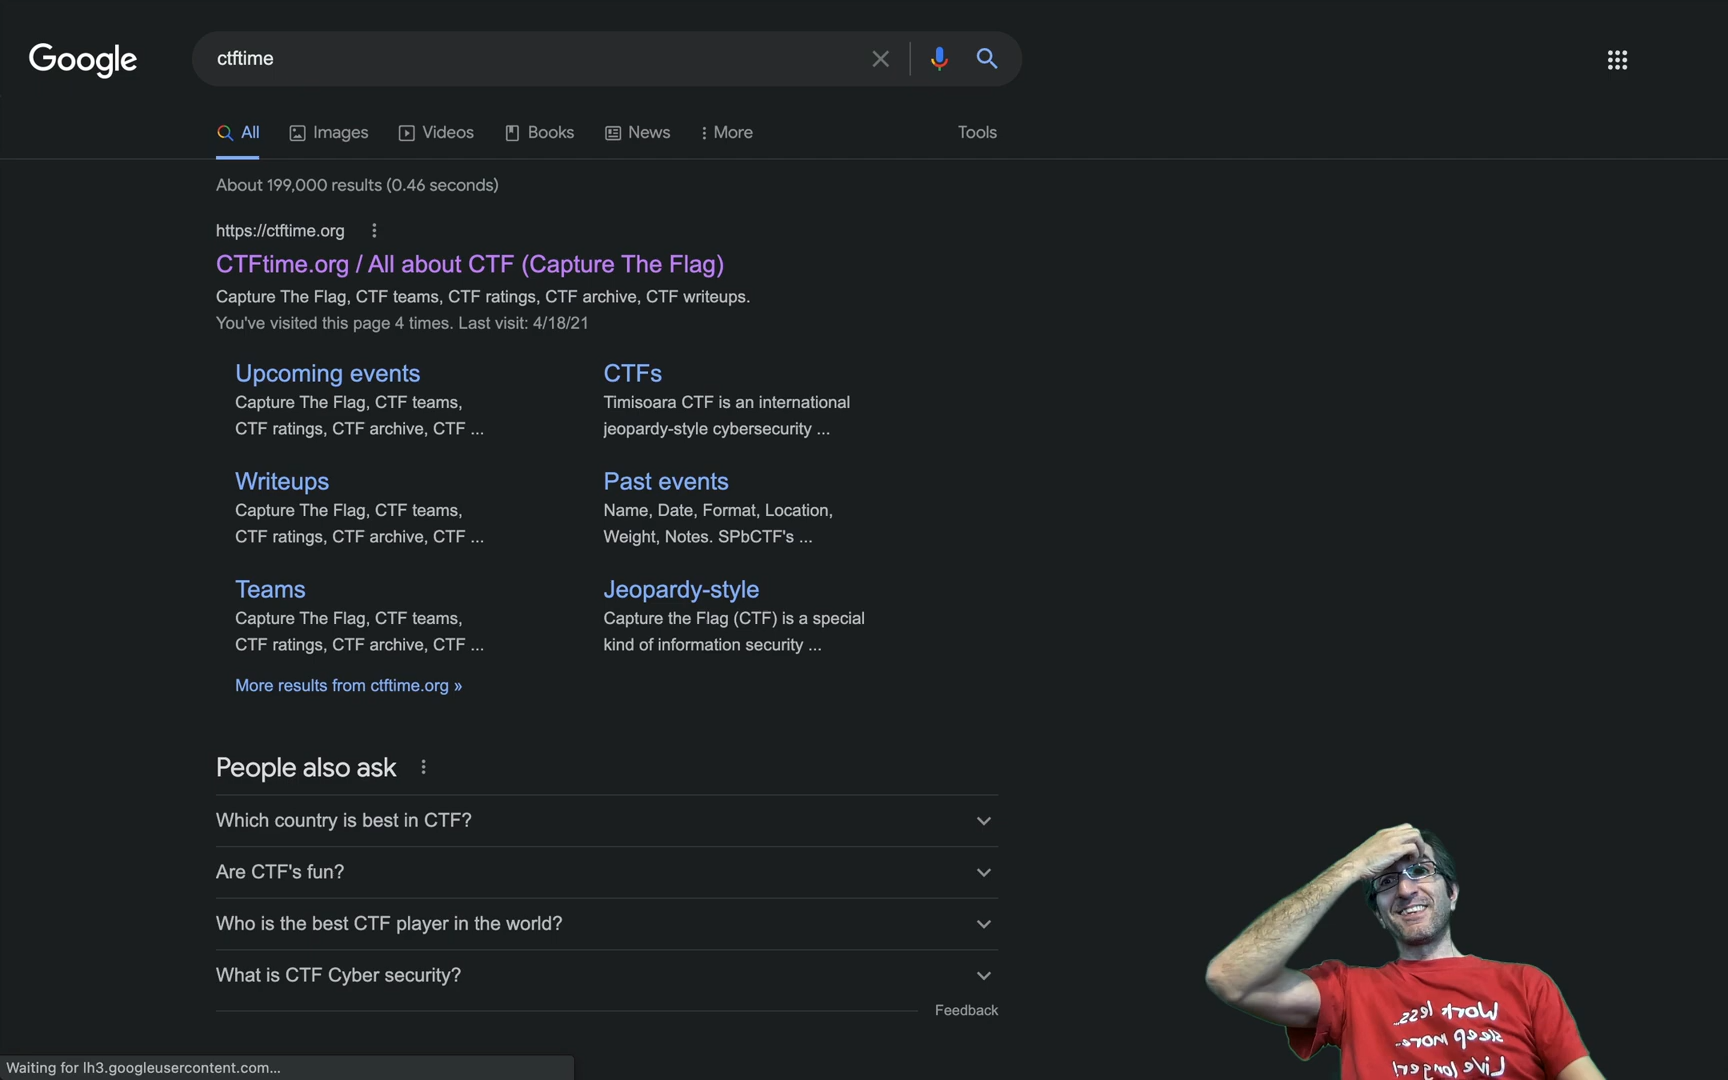 Google
ctftime
All
Images
Videos
Books
News
More
Tools
About 199,000 results (0.46 seconds)
https://ctftime.org
CTFtime.org / All about CTF (Capture The Flag)
Capture The Flag, CTF teams, CTF ratings, CTF archive, CTF writeups.
You've visited this page 4 times. Last visit: 4/18/21
Upcoming events
Capture The Flag, CTF teams,
CTF ratings, CTF archive, CTF ...
CTFs
Timisoara CTF is an international
jeopardy-style cybersecurity ...
Writeups
Capture The Flag, CTF teams,
CTF ratings, CTF archive, CTF ...
Past events
Name, Date, Format, Location,
Weight, Notes. SPbCTF's ...
Teams
Capture The Flag, CTF teams,
CTF ratings, CTF archive, CTF ...
Jeopardy-style
Capture the Flag (CTF) is a special
kind of information security ...
More results from ctftime.org »
People also ask
Which country is best in CTF?
Are CTF's fun?
Who is the best CTF player in the world?
What is CTF Cyber security?
Feedback
Work less...
sleep more...
Live longer!
Waiting for lh3.googleusercontent.com...